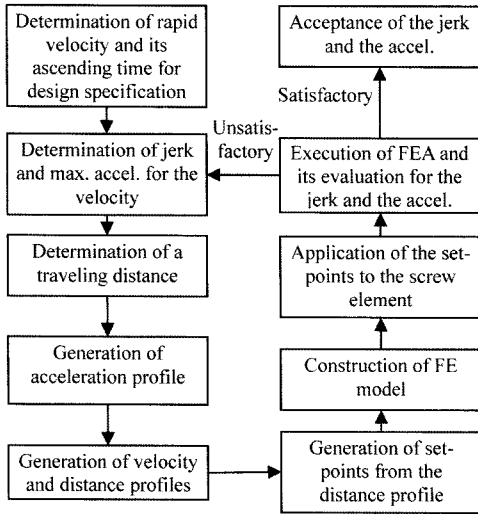 Determination of rapid
velocity and its
ascending time for
design specification
Determination of jerk
and max. accel. for the
velocity
Determination of a
traveling distance
Generation of
acceleration profile
Generation of velocity
and distance profiles
Generation of set-
points from the
distance profile
Construction of FE
model
Application of the set-
points to the screw
element
Execution of FEA and
its evaluation for the
jerk and the accel.
Unsatis-
factory
Satisfactory
Acceptance of the jerk
and the accel.